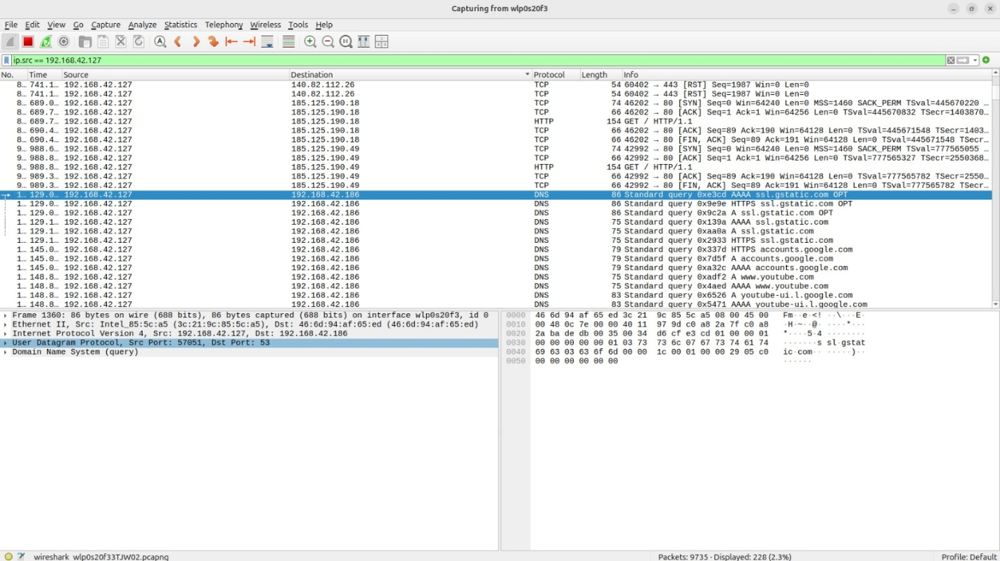 Capturing from wlp0s20f3
File Edit View Go Capture Analyze Statistics Telephony Wireless Tools Help
ip.src == 192.168.42.127
No. Time Source Destination Protocol Length Info
8… 741.1… 192.168.42.127 140.82.112.26 TCP 54 60402 → 443 [RST] Seq=1987 Win=0 Len=0
8… 741.1… 192.168.42.127 140.82.112.26 TCP 54 60402 → 443 [RST] Seq=1987 Win=0 Len=0
8… 689.0… 192.168.42.127 185.125.190.18 TCP 74 46202 → 80 [SYN] Seq=0 Win=64240 Len=0 MSS=1460 SACK_PERM TSval=445670220 …
8… 689.7… 192.168.42.127 185.125.190.18 TCP 66 46202 → 80 [ACK] Seq=1 Ack=1 Win=64256 Len=0 TSval=445670832 TSecr=1403870…
8… 689.7… 192.168.42.127 185.125.190.18 HTTP 154 GET / HTTP/1.1
8… 690.4… 192.168.42.127 185.125.190.18 TCP 66 46202 → 80 [ACK] Seq=89 Ack=190 Win=64128 Len=0 TSval=445671548 TSecr=1403…
8… 690.4… 192.168.42.127 185.125.190.18 TCP 66 46202 → 80 [FIN, ACK] Seq=89 Ack=191 Win=64128 Len=0 TSval=445671548 TSecr…
9… 988.6… 192.168.42.127 185.125.190.49 TCP 74 42992 → 80 [SYN] Seq=0 Win=64240 Len=0 MSS=1460 SACK_PERM TSval=777565055 …
9… 988.8… 192.168.42.127 185.125.190.49 TCP 66 42992 → 80 [ACK] Seq=1 Ack=1 Win=64256 Len=0 TSval=777565327 TSecr=2550368…
9… 988.8… 192.168.42.127 185.125.190.49 HTTP 154 GET / HTTP/1.1
9… 989.3… 192.168.42.127 185.125.190.49 TCP 66 42992 → 80 [ACK] Seq=89 Ack=190 Win=64128 Len=0 TSval=777565782 TSecr=2550…
9… 989.3… 192.168.42.127 185.125.190.49 TCP 66 42992 → 80 [FIN, ACK] Seq=89 Ack=191 Win=64128 Len=0 TSval=777565782 TSecr…
1… 129.0… 192.168.42.127 192.168.42.186 DNS 86 Standard query 0xe3cd AAAA ssl.gstatic.com OPT
1… 129.0… 192.168.42.127 192.168.42.186 DNS 86 Standard query 0x9e9e HTTPS ssl.gstatic.com OPT
1… 129.0… 192.168.42.127 192.168.42.186 DNS 86 Standard query 0x9c2a A ssl.gstatic.com OPT
1… 129.1… 192.168.42.127 192.168.42.186 DNS 75 Standard query 0x139a AAAA ssl.gstatic.com
1… 129.1… 192.168.42.127 192.168.42.186 DNS 75 Standard query 0xaa0a A ssl.gstatic.com
1… 129.1… 192.168.42.127 192.168.42.186 DNS 75 Standard query 0x2933 HTTPS ssl.gstatic.com
1… 145.0… 192.168.42.127 192.168.42.186 DNS 79 Standard query 0x337d HTTPS accounts.google.com
1… 145.0… 192.168.42.127 192.168.42.186 DNS 79 Standard query 0x7d5f A accounts.google.com
1… 145.0… 192.168.42.127 192.168.42.186 DNS 79 Standard query 0xa32c AAAA accounts.google.com
1… 148.8… 192.168.42.127 192.168.42.186 DNS 75 Standard query 0xadf2 A www.youtube.com
1… 148.8… 192.168.42.127 192.168.42.186 DNS 75 Standard query 0x4aed AAAA www.youtube.com
1… 148.8… 192.168.42.127 192.168.42.186 DNS 83 Standard query 0x6526 A youtube-ui.l.google.com
1… 148.8… 192.168.42.127 192.168.42.186 DNS 83 Standard query 0x5471 AAAA youtube-ui.l.google.com
Frame 1360: 86 bytes on wire (688 bits), 86 bytes captured (688 bits) on interface wlp0s20f3, id 0
Ethernet II, Src: Intel_85:5c:a5 (3c:21:9c:85:5c:a5), Dst: 46:6d:94:af:65:ed (46:6d:94:af:65:ed)
Internet Protocol Version 4, Src: 192.168.42.127, Dst: 192.168.42.186
User Datagram Protocol, Src Port: 57051, Dst Port: 53
Domain Name System (query)
0000 46 6d 94 af 65 ed 3c 21 9c 85 5c a5 08 00 45 00 Fm··e·<! ··\···E·
0010 00 48 0c 7e 00 00 40 11 97 9d c0 a8 2a 7f c0 a8 ·H·~··@· ····*···
0020 2a ba de db 00 35 00 34 d6 cf e3 cd 01 00 00 01 *····5·4 ········
0030 00 00 00 00 00 01 03 73 73 6c 07 67 73 74 61 74 ·······s sl·gstat
0040 69 63 03 63 6f 6d 00 00 1c 00 01 00 00 29 05 c0 ic·com·· ·····)··
0050 00 00 00 00 00 00 ······
wireshark_wlp0s20f33TJW02.pcapng
Packets: 9735 · Displayed: 228 (2.3%)
Profile: Default